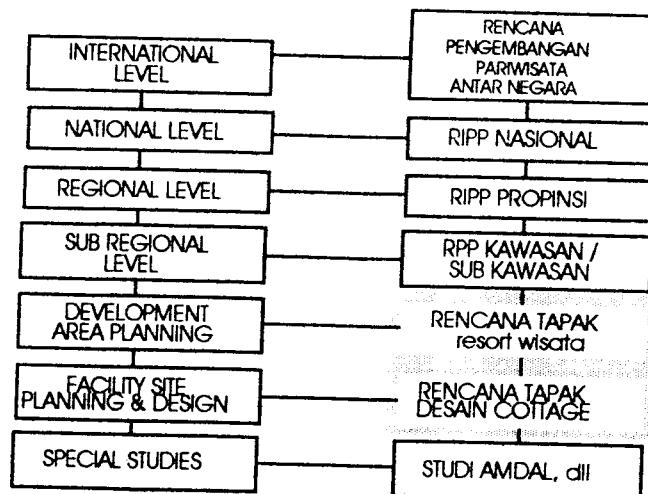 INTERNATIONAL
LEVEL
RENCANA
PENGEMBANGAN
PARIWISATA
ANTAR NEGARA
NATIONAL LEVEL
RIPP NASIONAL
REGIONAL LEVEL
RIPP PROPINSI
SUB REGIONAL
LEVEL
RPP KAWASAN /
SUB KAWASAN
DEVELOPMENT
AREA PLANNING
RENCANA TAPAK
resort wisata
FACILITY SITE
PLANNING & DESIGN
RENCANA TAPAK
DESAIN COTTAGE
SPECIAL STUDIES
STUDI AMDAL, dll